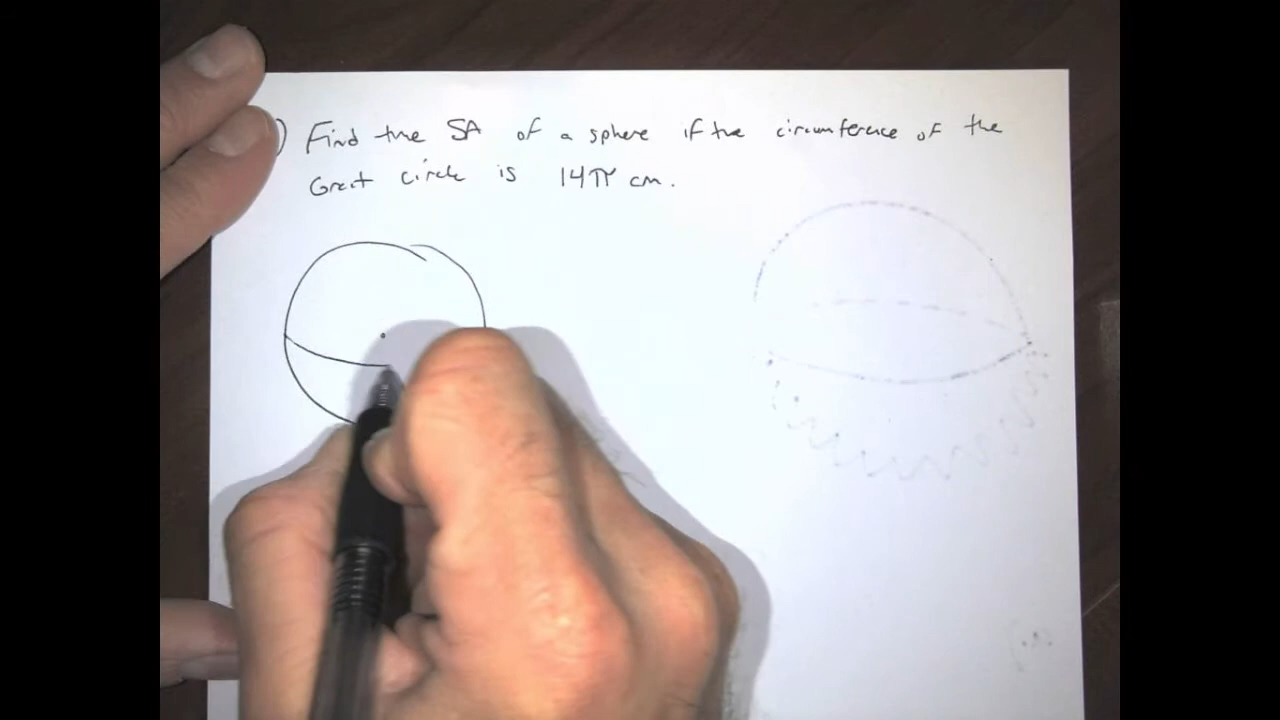 ) Find the SA of a sphere if the circumference of the
Great circle is 14π cm.